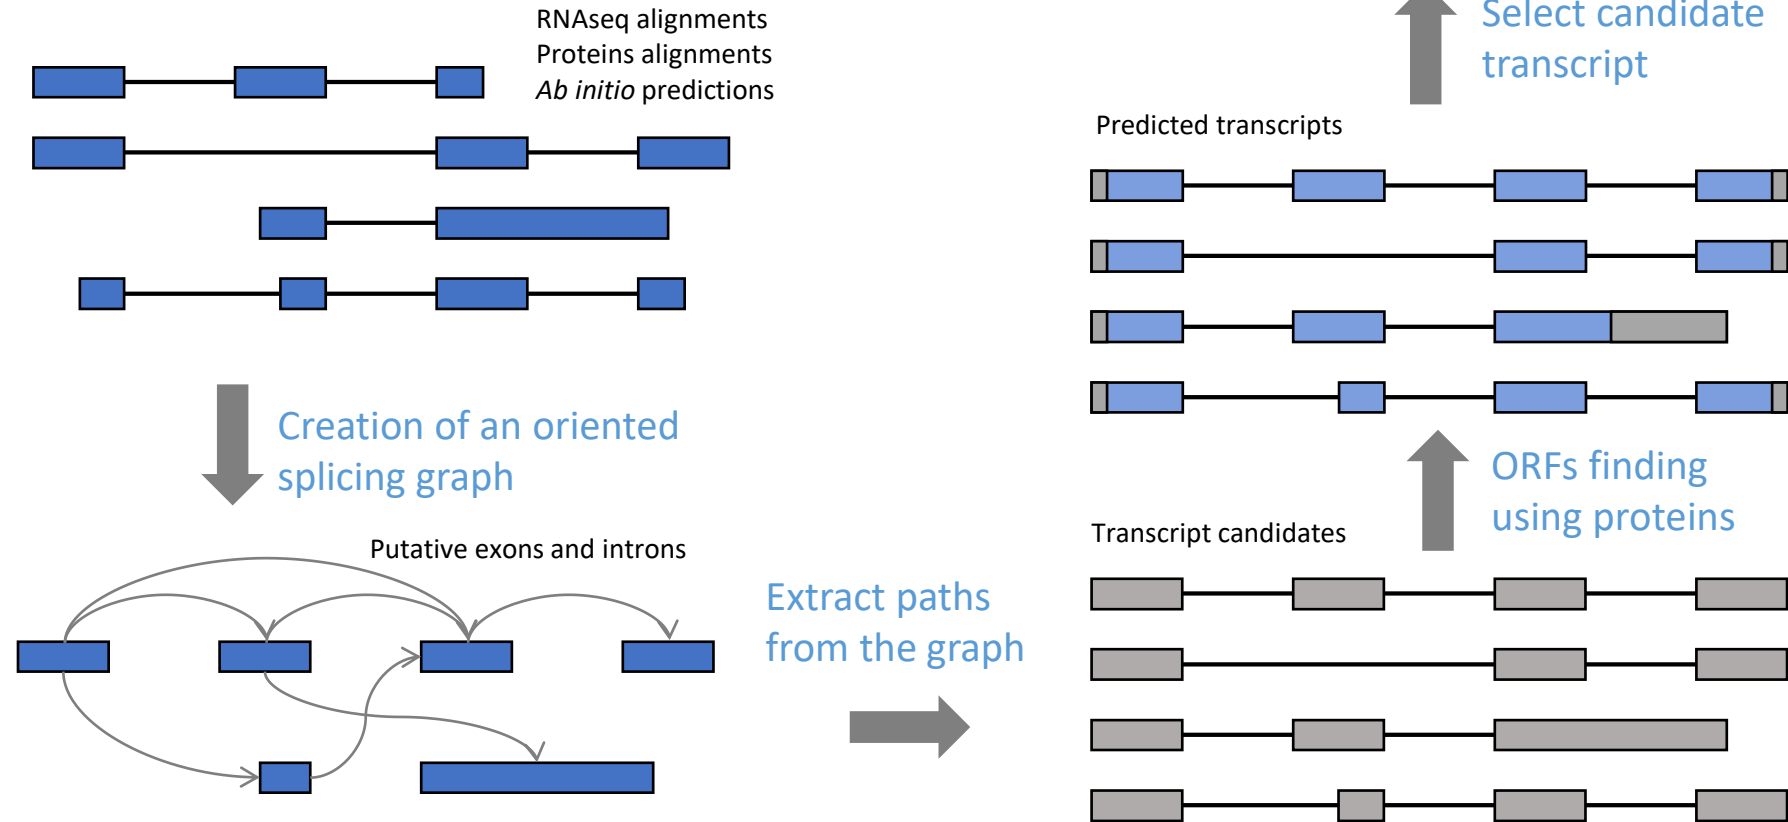 RNAseq alignments
Proteins alignments
Ab initio predictions
Creation of an oriented
splicing graph
Putative exons and introns
Extract paths
from the graph
Transcript candidates
ORFs finding
using proteins
Predicted transcripts
Select candidate
transcript